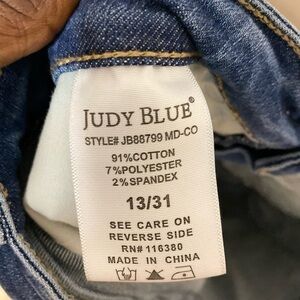 JUDY BLUE®
STYLE# JB88799 MD-CO
91%COTTON
7%POLYESTER
2%SPANDEX
13/31
SEE CARE ON
REVERSE SIDE
RN# 116380
MADE IN CHINA